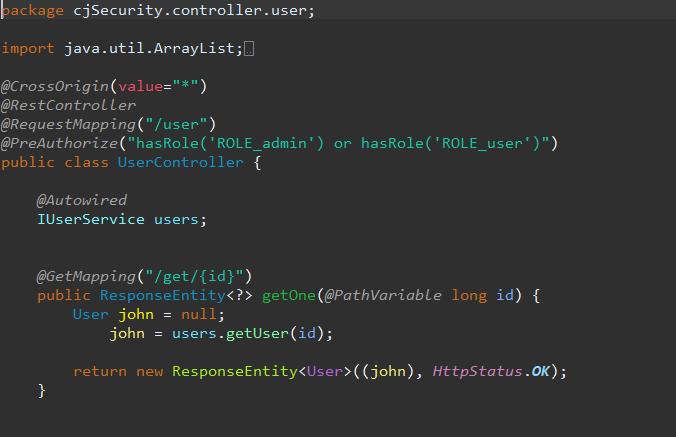 package cjSecurity.controller.user;
import java.util.ArrayList;
@CrossOrigin(value="*")
@RestController
@RequestMapping("/user")
@PreAuthorize("hasRole('ROLE_admin') or hasRole('ROLE_user')")
public class UserController {
@Autowired
IUserService users;
@GetMapping("/get/{id}")
public ResponseEntity<?> getOne(@PathVariable long id) {
User john = null;
john = users.getUser(id);
return new ResponseEntity<User>((john), HttpStatus.OK);
}